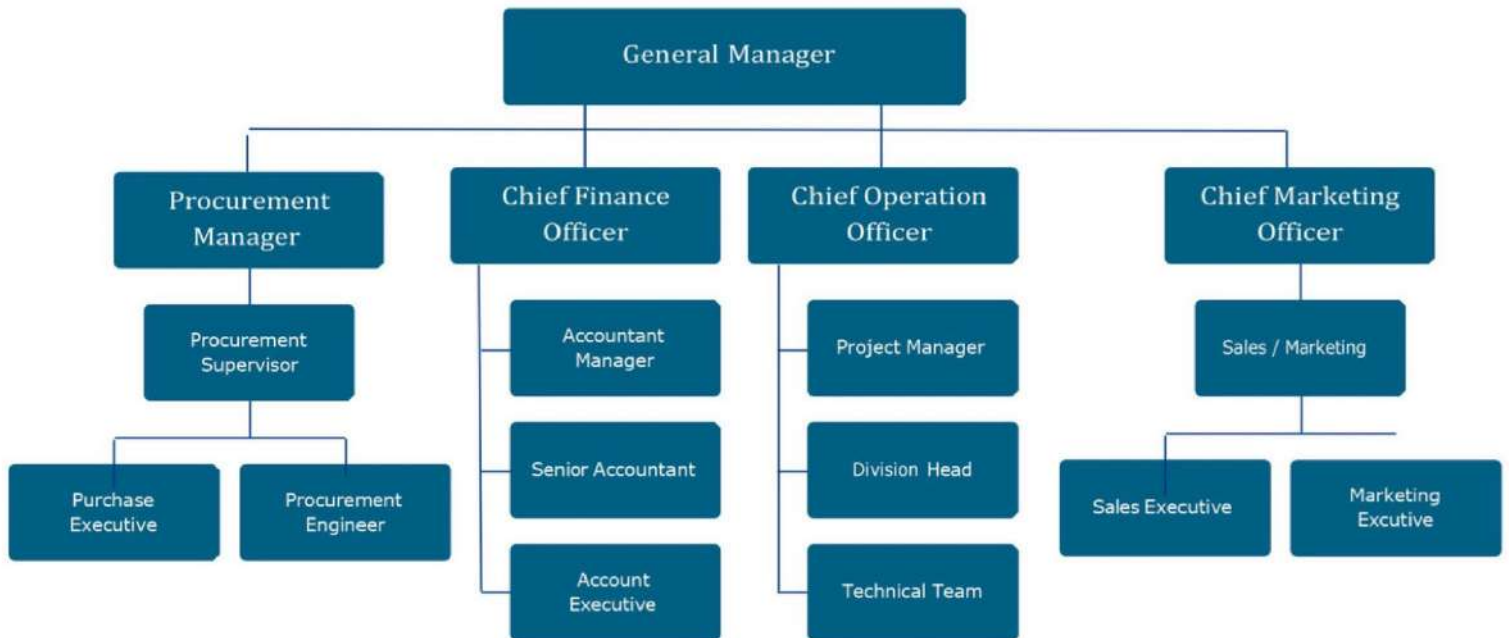 General Manager
Procurement
Manager
Chief Finance
Officer
Chief Operation
Officer
Chief Marketing
Officer
Procurement
Supervisor
Accountant
Manager
Project Manager
Sales / Marketing
Purchase
Executive
Procurement
Engineer
Senior Accountant
Division Head
Sales Executive
Marketing
Excutive
Account
Executive
Technical Team